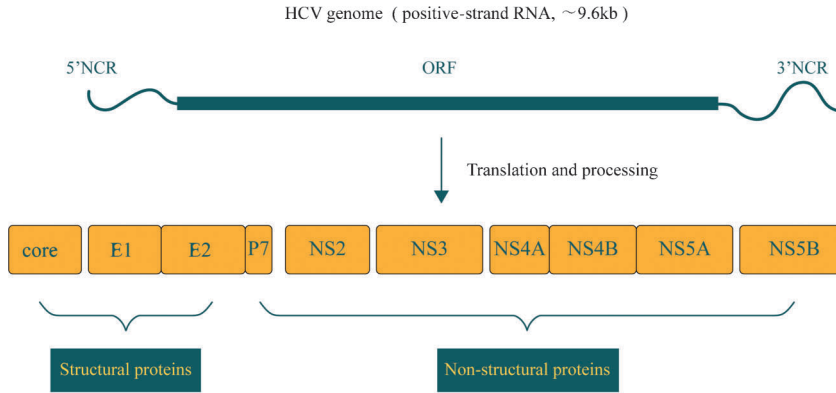 HCV genome ( positive-strand RNA, ～9.6kb )
5’NCR ORF 3’NCR
Translation and processing
core E1 E2 P7 NS2 NS3 NS4A NS4B NS5A NS5B
Structural proteins Non-structural proteins